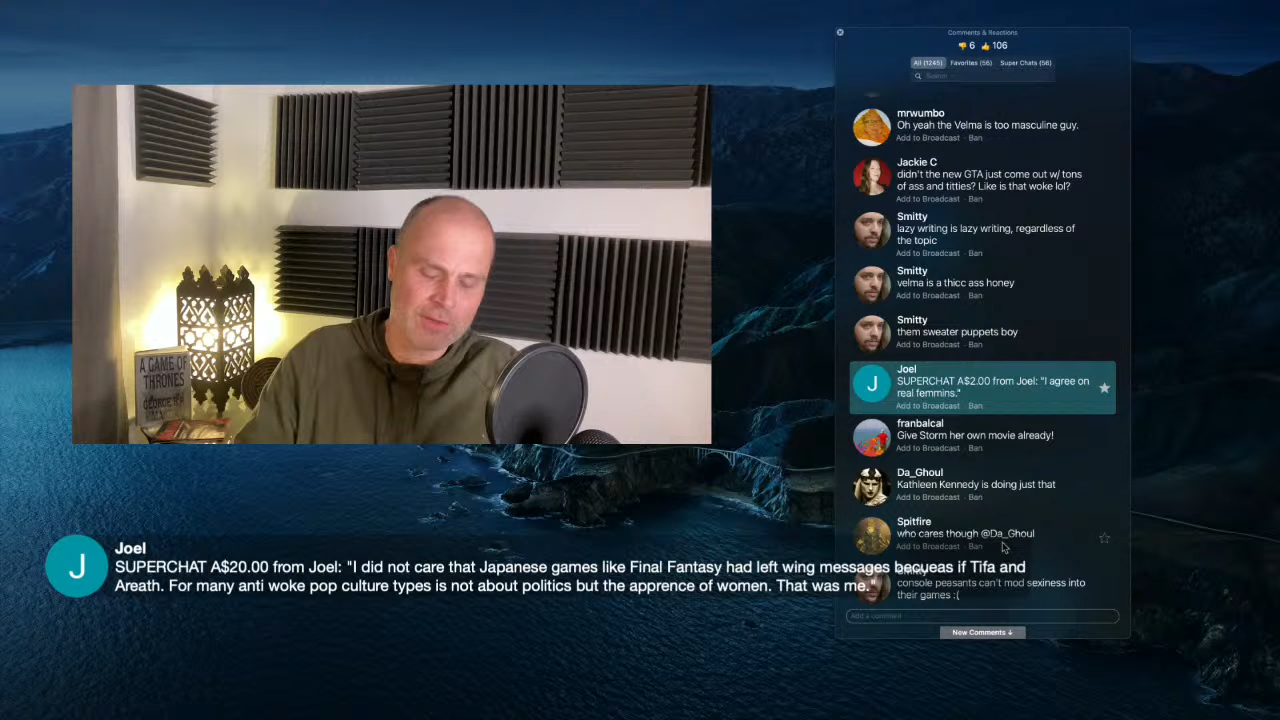 Comments & Reactions
👎 6 👍 106
All (1245) Favorites (56) Super Chats (56)
Search
mrwumbo
Oh yeah the Velma is too masculine guy.
Add to Broadcast · Ban
Jackie C
didn't the new GTA just come out w/ tons
of ass and titties? Like is that woke lol?
Add to Broadcast · Ban
Smitty
lazy writing is lazy writing, regardless of
the topic
Add to Broadcast · Ban
Smitty
velma is a thicc ass honey
Add to Broadcast · Ban
Smitty
them sweater puppets boy
Add to Broadcast · Ban
J
Joel
SUPERCHAT A$2.00 from Joel: "I agree on
real femmins."
Add to Broadcast · Ban
franbalcal
Give Storm her own movie already!
Add to Broadcast · Ban
Da_Ghoul
Kathleen Kennedy is doing just that
Add to Broadcast · Ban
Spitfire
who cares though @Da_Ghoul
Add to Broadcast · Ban
console peasants can't mod sexiness into
their games :(
Add a comment
New Comments ↓
A GAME OF
THRONES
GEORGE R.R.
J
Joel
SUPERCHAT A$20.00 from Joel: "I did not care that Japanese games like Final Fantasy had left wing messages bequeas if Tifa and
Areath. For many anti woke pop culture types is not about politics but the apprence of women. That was me."